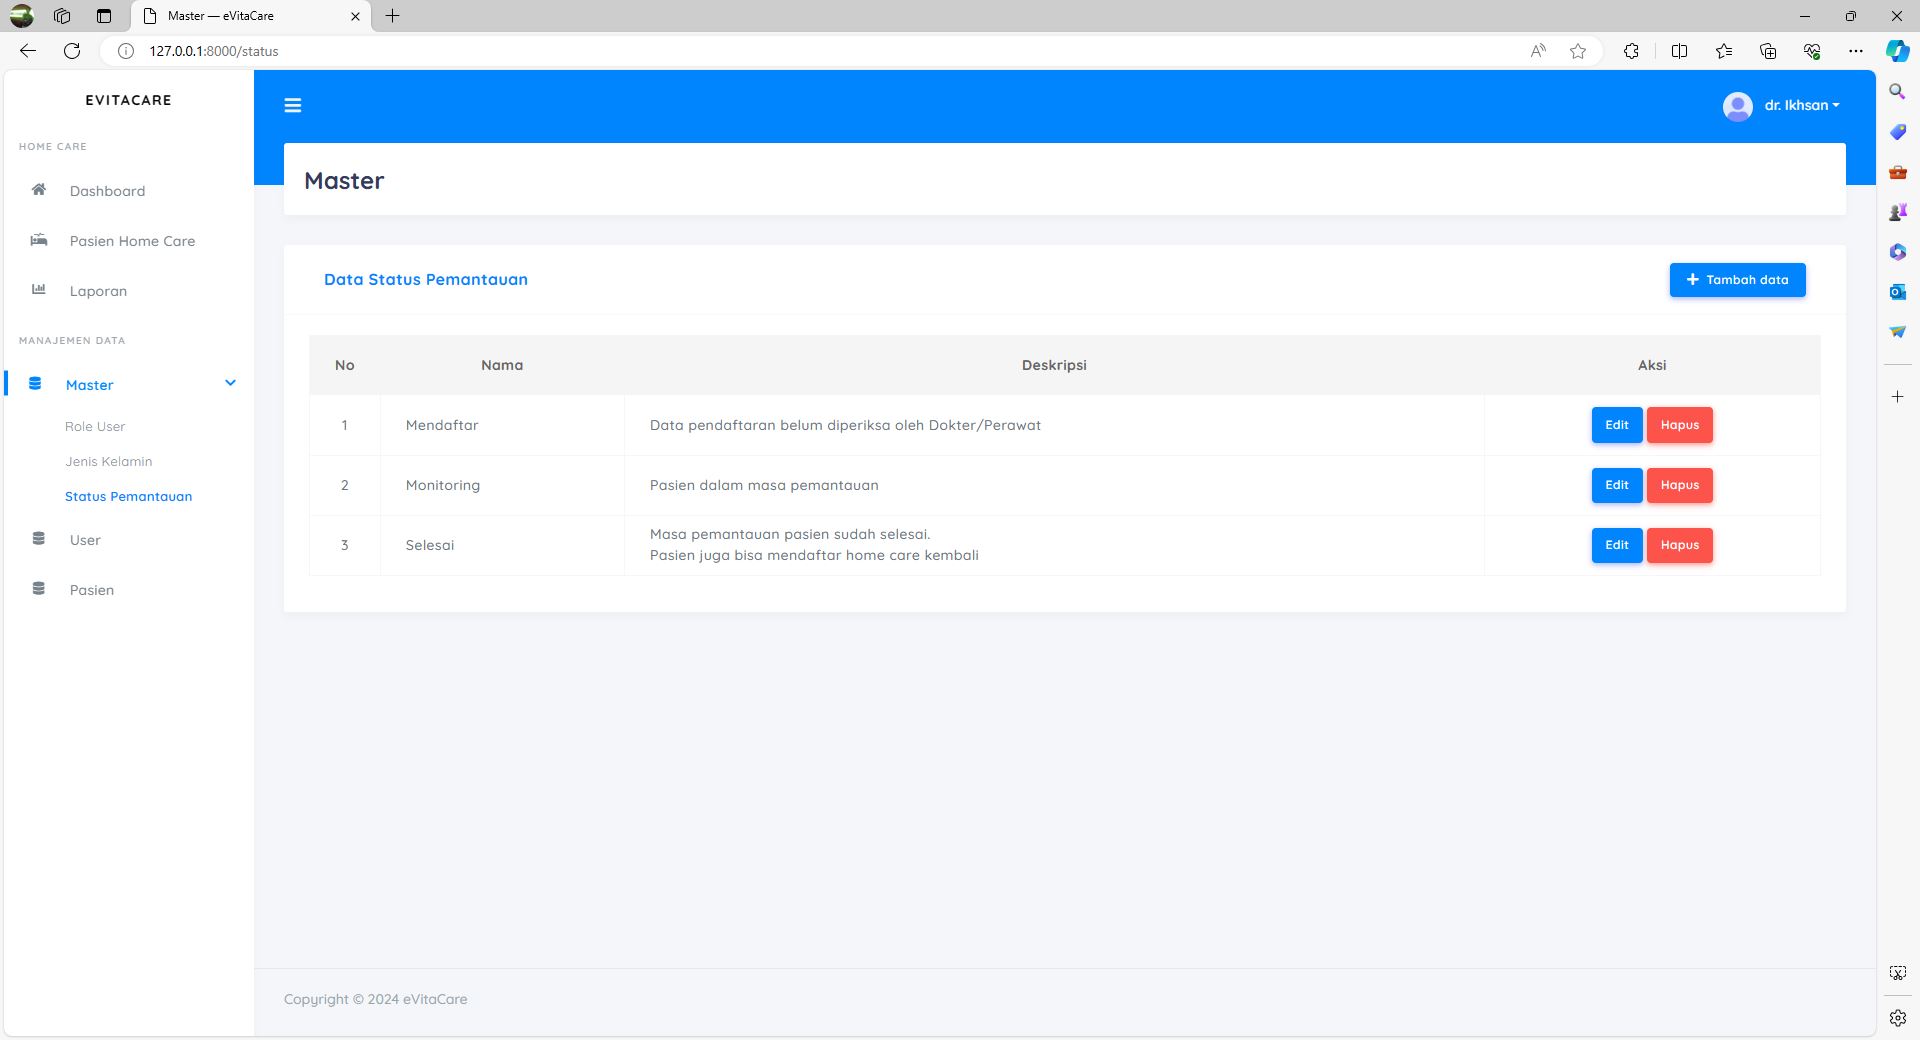 Master — eVitaCare
127.0.0.1:8000/status
EVITACARE
dr. Ikhsan
HOME CARE
Dashboard
Pasien Home Care
Laporan
MANAJEMEN DATA
Master
Role User
Jenis Kelamin
Status Pemantauan
User
Pasien
Master
Data Status Pemantauan
Tambah data
No Nama Deskripsi Aksi
1 Mendaftar Data pendaftaran belum diperiksa oleh Dokter/Perawat Edit Hapus
2 Monitoring Pasien dalam masa pemantauan Edit Hapus
3 Selesai Masa pemantauan pasien sudah selesai.
Pasien juga bisa mendaftar home care kembali Edit Hapus
Copyright © 2024 eVitaCare